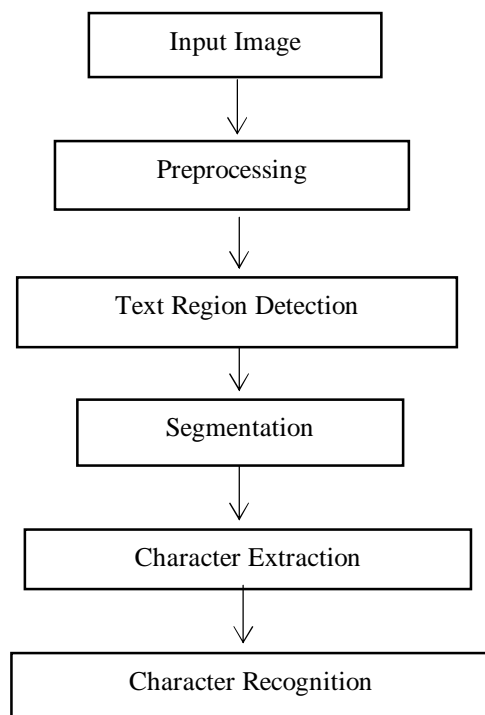 Input Image
Preprocessing
Text Region Detection
Segmentation
Character Extraction
Character Recognition